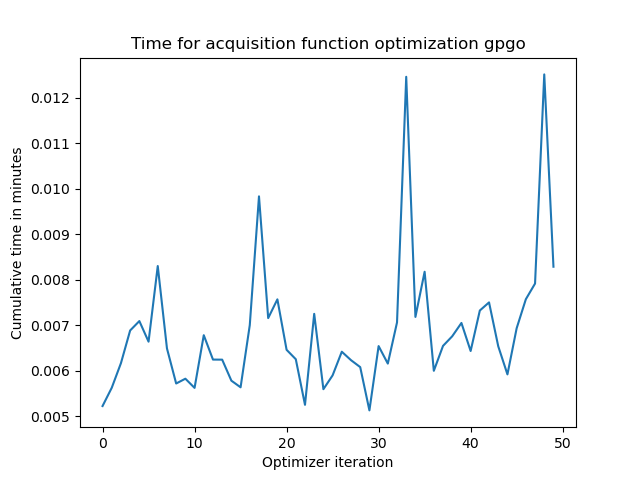 Time for acquisition function optimization gpgo
Cumulative time in minutes
0.012
0.011
0.010
0.009
0.008
0.007
0.006
0.005
0 10 20 30 40 50
Optimizer iteration